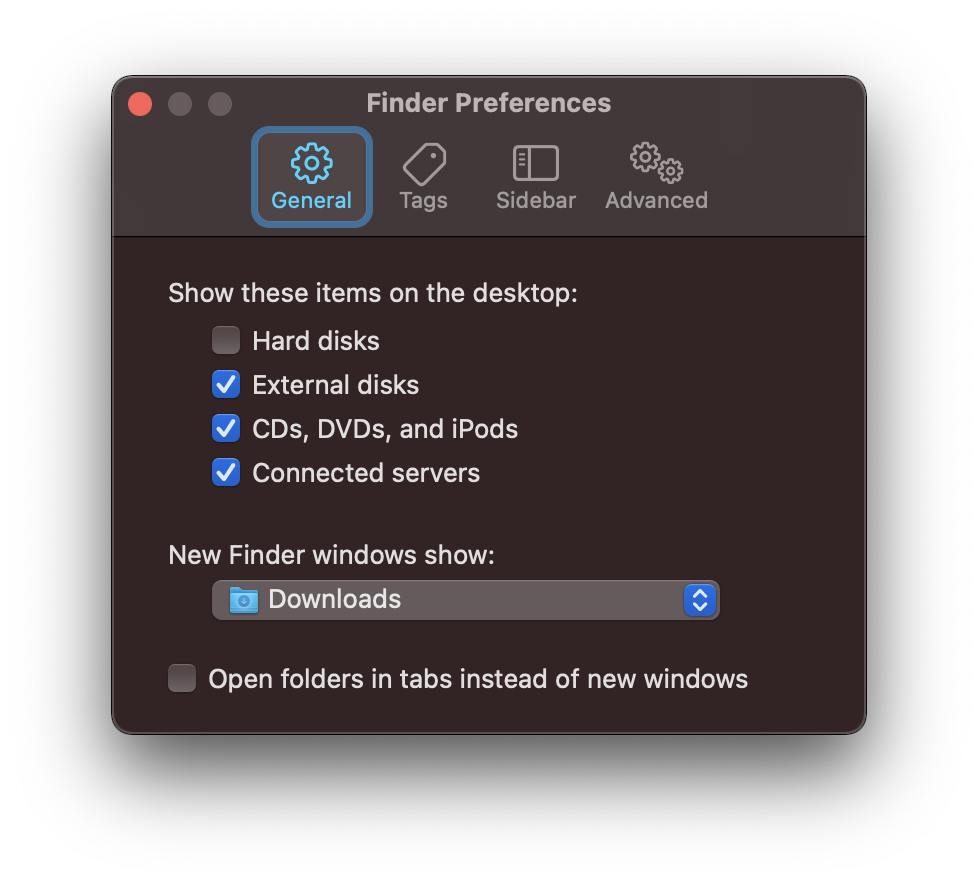 Finder Preferences
General Tags Sidebar Advanced
Show these items on the desktop:
Hard disks
External disks
CDs, DVDs, and iPods
Connected servers
New Finder windows show:
Downloads
Open folders in tabs instead of new windows